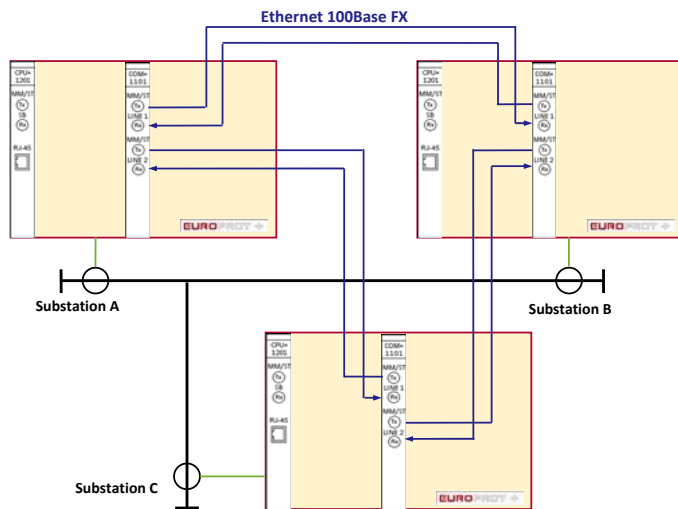 Ethernet 100Base FX
CPU+
1201
MM/ST
Tx
SB
Rx
RJ-45
COM+
1101
MM/ST
Tx
LINE 1
Rx
MM/ST
Tx
LINE 2
Rx
EUROPROT +
CPU+
1201
MM/ST
Tx
SB
Rx
RJ-45
COM+
1101
MM/ST
Tx
LINE 1
Rx
MM/ST
Tx
LINE 2
Rx
EUROPROT +
Substation A
Substation B
CPU+
1201
MM/ST
Tx
SB
Rx
RJ-45
COM+
1101
MM/ST
Tx
LINE 1
Rx
MM/ST
Tx
LINE 2
Rx
EUROPROT +
Substation C